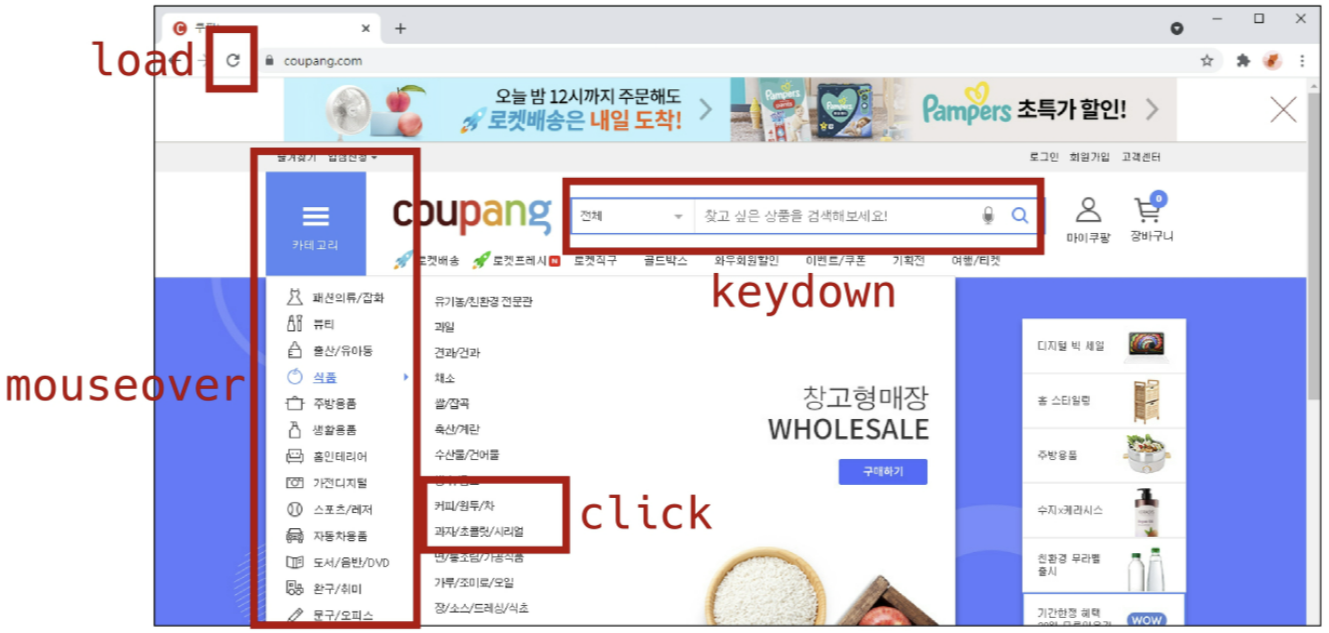 load
coupang.com
오늘 밤 12시까지 주문해도
로켓배송은 내일 도착!
Pampers
Pampers 초특가 할인!
로그인 회원가입 고객센터
카테고리
coupang
전체
찾고 싶은 상품을 검색해보세요!
마이쿠팡
0
장바구니
로켓배송 로켓프레시 N 로켓직구 골드박스 와우회원할인 이벤트/쿠폰 기획전 여행/티켓
keydown
패션의류/잡화
뷰티
출산/유아동
식품
주방용품
생활용품
홈인테리어
가전디지털
스포츠/레저
자동차용품
도서/음반/DVD
완구/취미
문구/오피스
mouseover
유기농/친환경 전문관
과일
견과/건과
채소
쌀/잡곡
축산/계란
수산물/건어물
커피/원두/차
과자/초콜릿/시리얼
면/통조림/가공식품
가루/조미료/오일
장/소스/드레싱/식초
click
창고형매장
WHOLESALE
구매하기
디지털 빅 세일
홈 스타일링
주방용품
수지x케라시스
친환경 무라벨
출시
기간한정 혜택
WOW